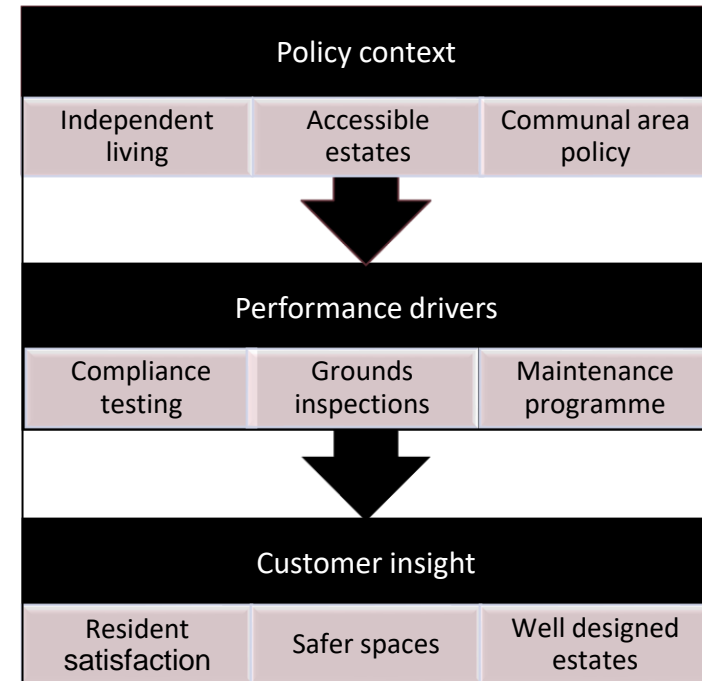 Policy context
Independent
living
Accessible
estates
Communal area
policy
Performance drivers
Compliance
testing
Grounds
inspections
Maintenance
programme
Customer insight
Resident
satisfaction
Safer spaces
Well designed
estates